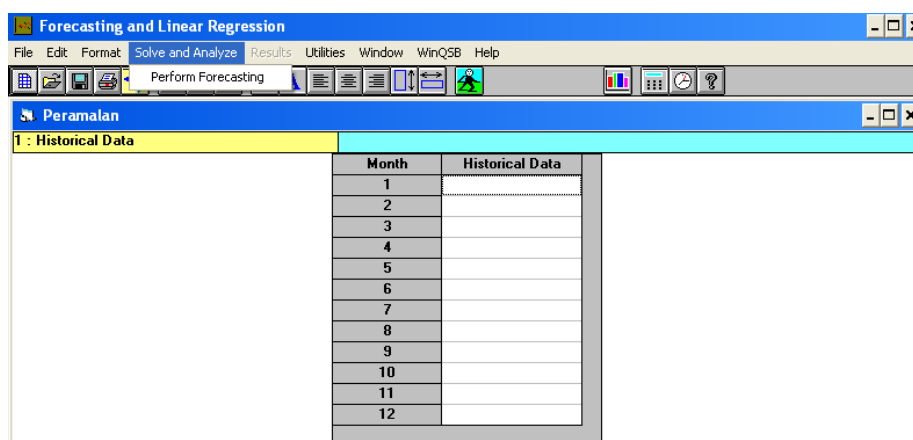 Forecasting and Linear Regression
File Edit Format Solve and Analyze Results Utilities Window WinQSB Help
Perform Forecasting A
Peramalan
1 : Historical Data
Month Historical Data
1
2
3
4
5
6
7
8
9
10
11
12